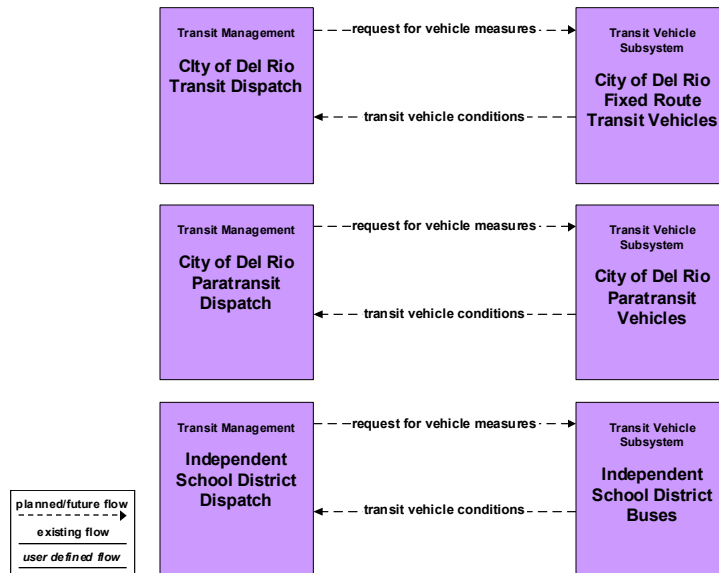 Transit Management
CIty of Del Rio
Transit Dispatch
request for vehicle measures
transit vehicle conditions
Transit Vehicle
Subsystem
City of Del Rio
Fixed Route
Transit Vehicles
Transit Management
City of Del Rio
Paratransit
Dispatch
request for vehicle measures
transit vehicle conditions
Transit Vehicle
Subsystem
City of Del Rio
Paratransit
Vehicles
Transit Management
Independent
School District
Dispatch
request for vehicle measures
transit vehicle conditions
Transit Vehicle
Subsystem
Independent
School District
Buses
planned/future flow
existing flow
user defined flow